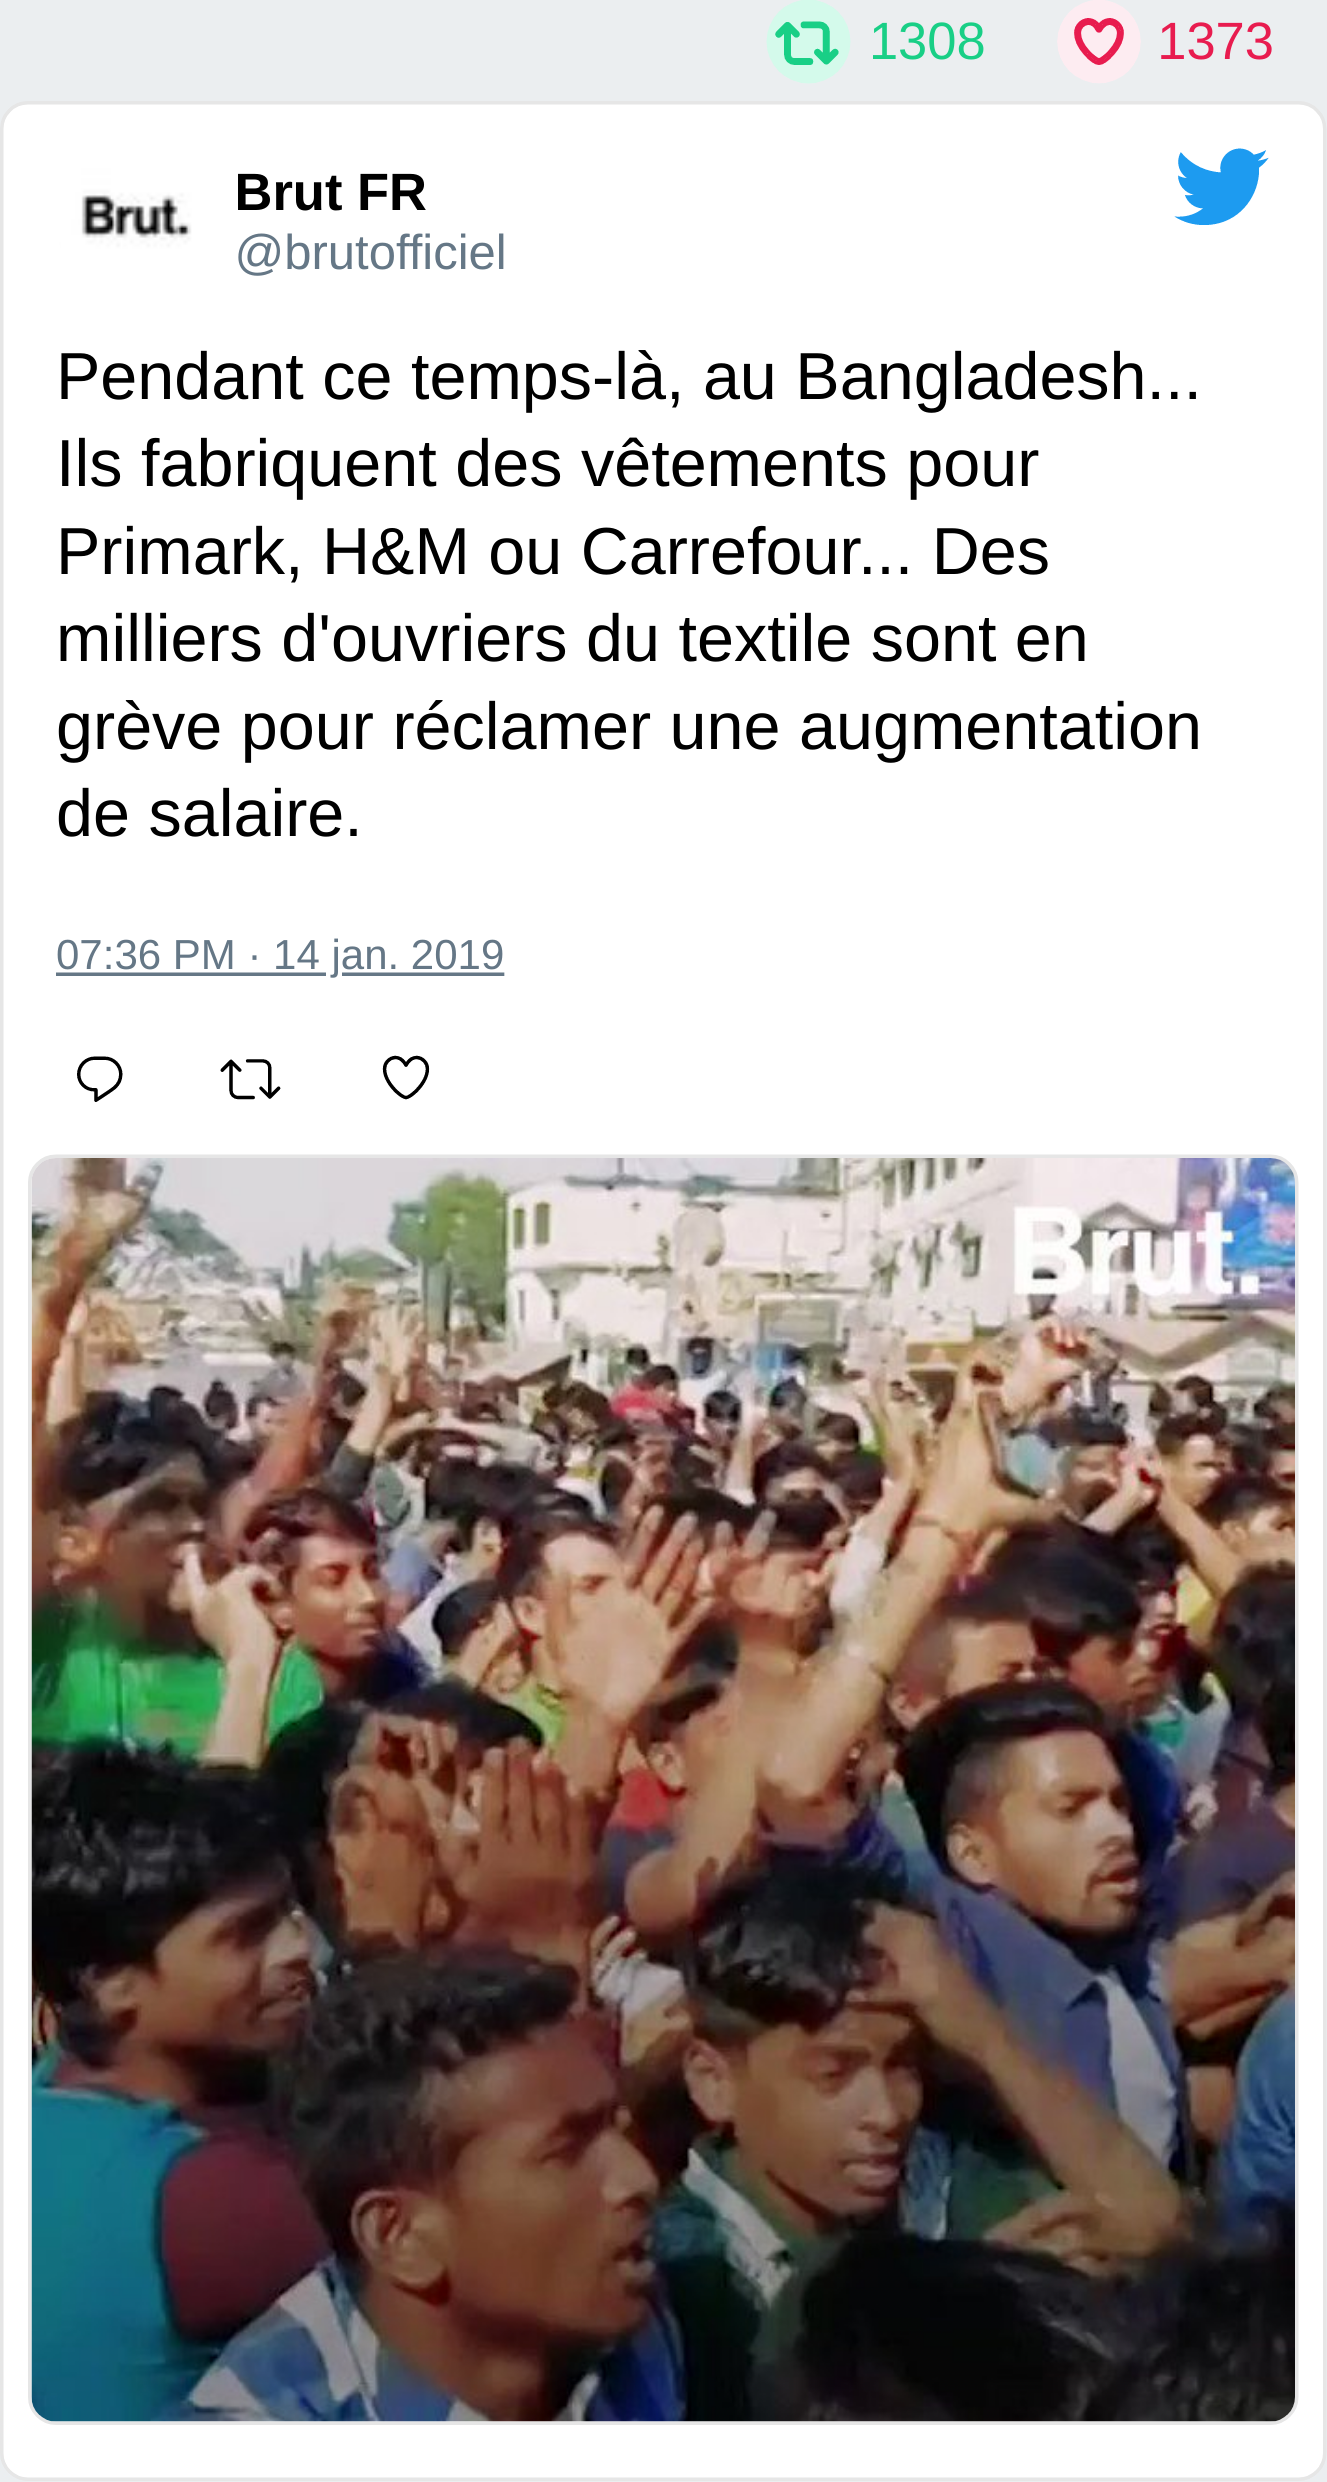 1308 1373
Brut.
Brut FR
@brutofficiel
Pendant ce temps-là, au Bangladesh...
Ils fabriquent des vêtements pour
Primark, H&M ou Carrefour... Des
milliers d'ouvriers du textile sont en
grève pour réclamer une augmentation
de salaire.
07:36 PM · 14 jan. 2019
Brut.